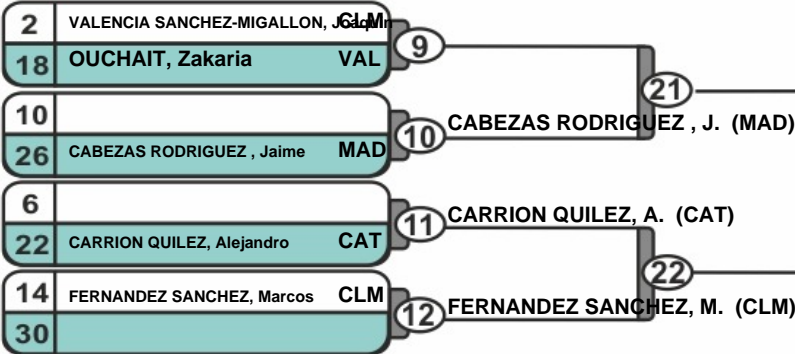 2 VALENCIA SANCHEZ-MIGALLON, Joaquin CLM
18 OUCHAIT, Zakaria VAL
9
21
10
26 CABEZAS RODRIGUEZ , Jaime MAD
10 CABEZAS RODRIGUEZ , J. (MAD)
6
22 CARRION QUILEZ, Alejandro CAT
11 CARRION QUILEZ, A. (CAT)
22
14 FERNANDEZ SANCHEZ, Marcos CLM
30
12 FERNANDEZ SANCHEZ, M. (CLM)